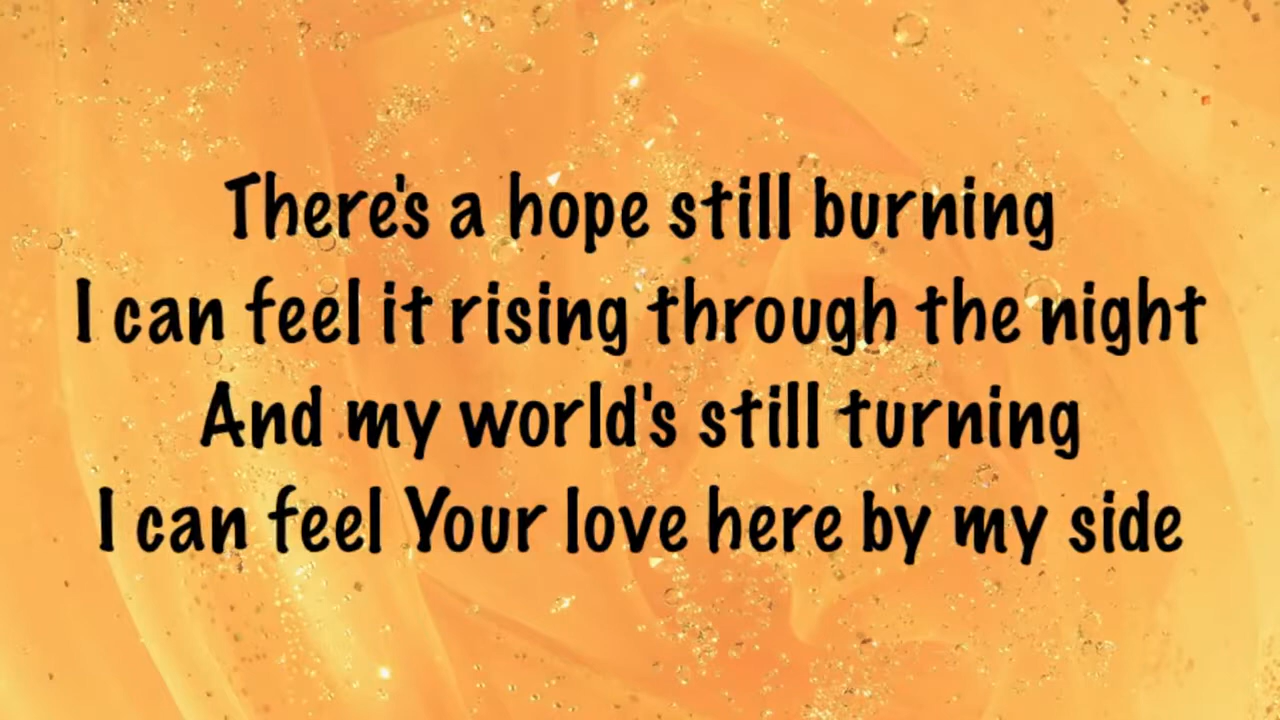 There's a hope still burning
I can feel it rising through the night
And my world's still turning
I can feel Your love here by my side